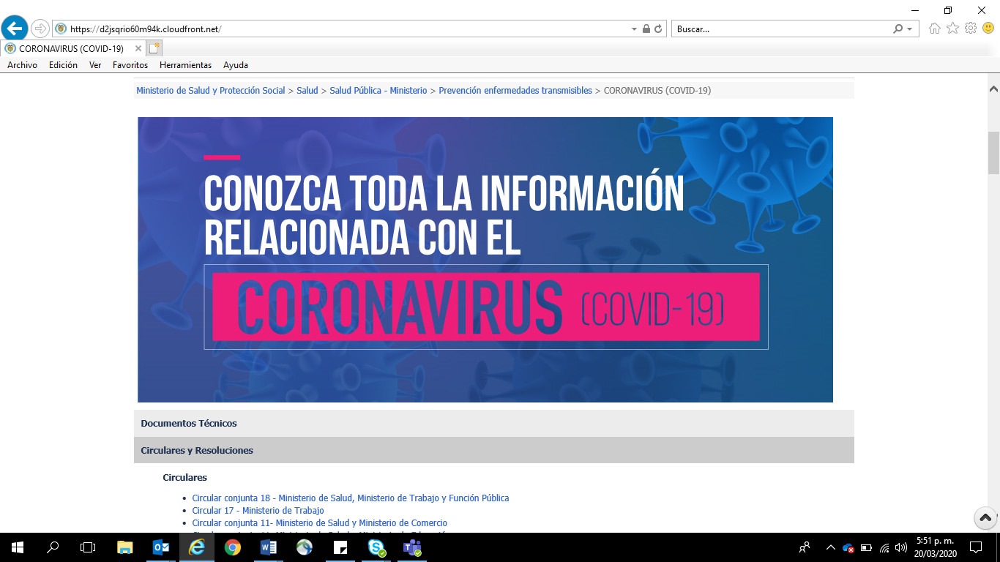 https://d2jsqrio60m94k.cloudfront.net/
Buscar...
CORONAVIRUS (COVID-19)
Archivo Edición Ver Favoritos Herramientas Ayuda
Ministerio de Salud y Protección Social > Salud > Salud Pública - Ministerio > Prevención enfermedades transmisibles > CORONAVIRUS (COVID-19)
CONOZCA TODA LA INFORMACIÓN
RELACIONADA CON EL
CORONAVIRUS (COVID-19)
Documentos Técnicos
Circulares y Resoluciones
Circulares
• Circular conjunta 18 - Ministerio de Salud, Ministerio de Trabajo y Función Pública
• Circular 17 - Ministerio de Trabajo
• Circular conjunta 11- Ministerio de Salud y Ministerio de Comercio
5:51 p. m.
20/03/2020